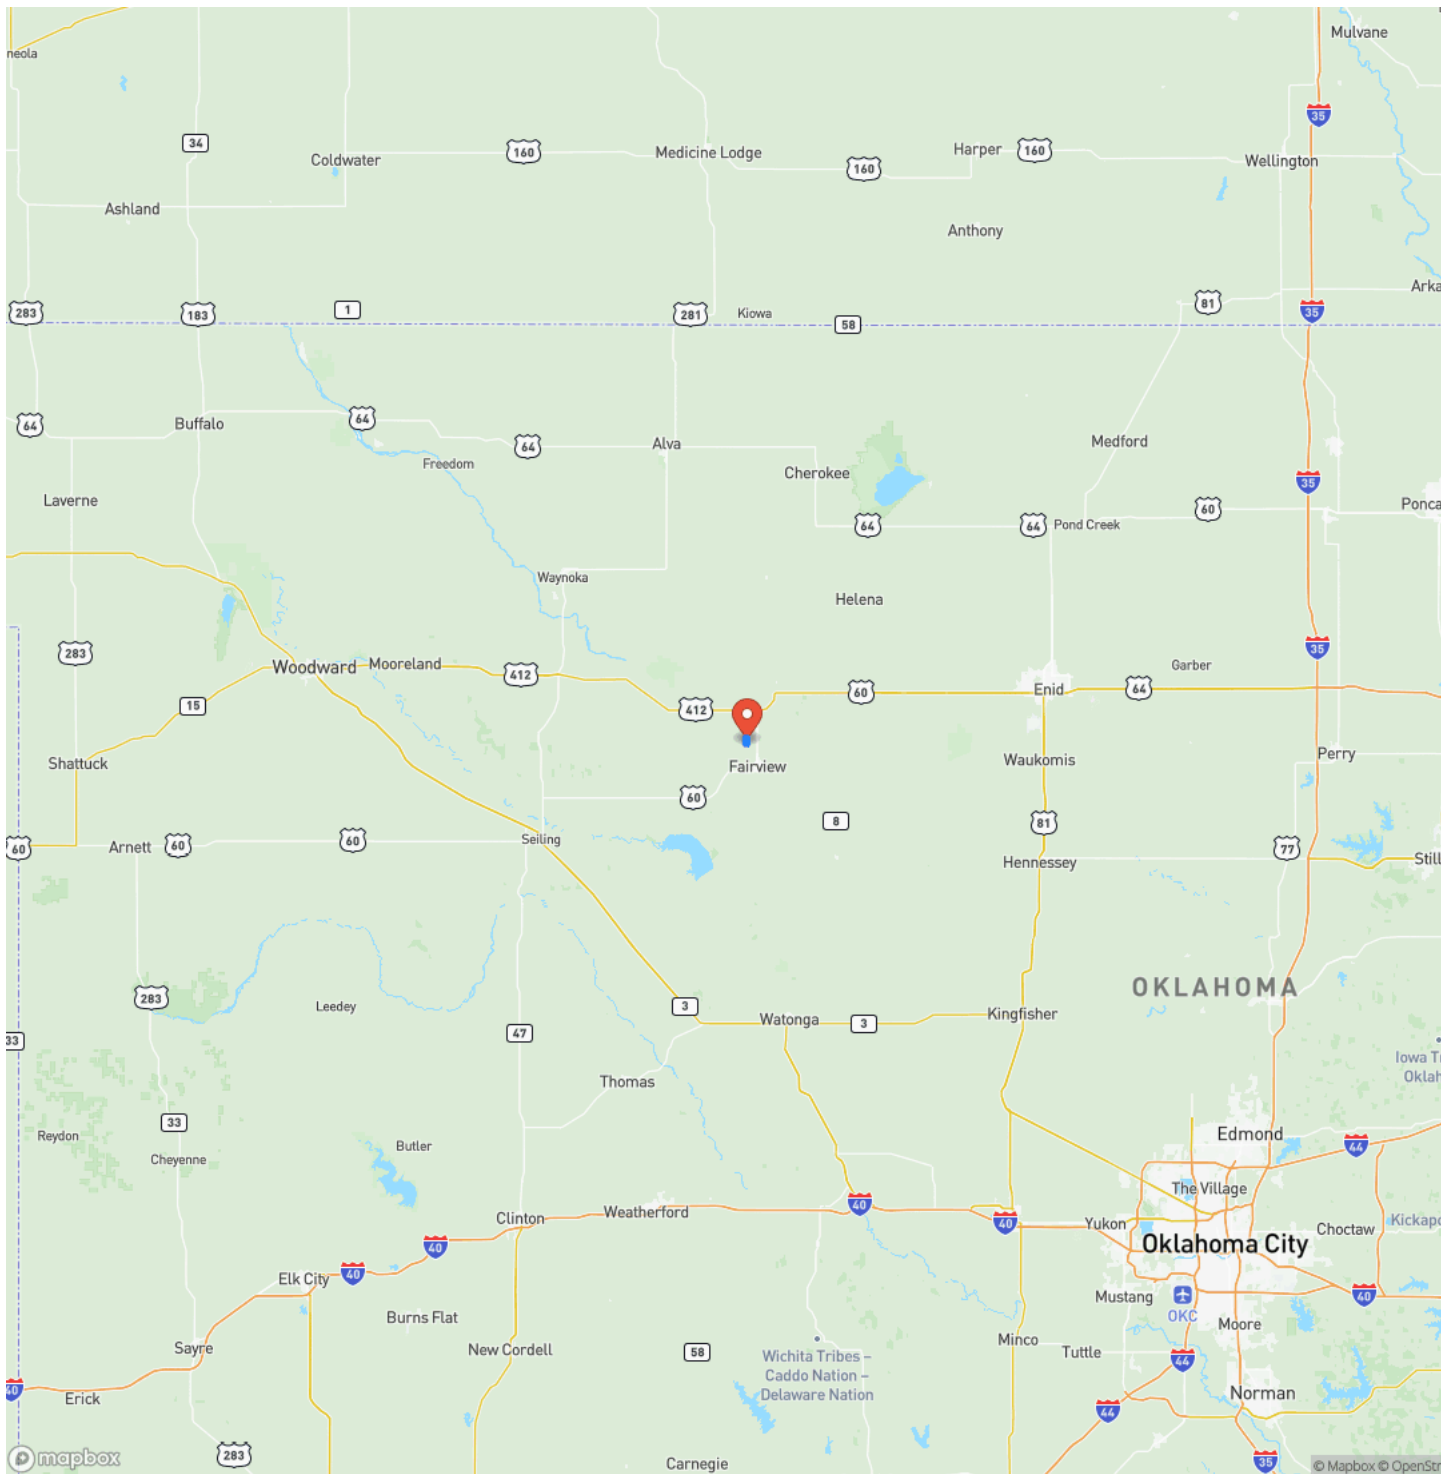 Mulvane
neola
35
34
Coldwater
160
Medicine Lodge
160
Harper
160
Wellington
Ashland
Anthony
283
183
1
281
Kiowa
58
81
35
Arka
64
Buffalo
64
Freedom
64
Alva
Cherokee
Medford
35
Laverne
64
64
Pond Creek
60
Ponca
Waynoka
Helena
283
Woodward
Mooreland
412
15
412
60
Enid
64
Garber
35
Shattuck
Fairview
60
Waukomis
Perry
60
Arnett
60
60
Seiling
8
81
Hennessey
77
Still
283
Leedey
3
Watonga
3
Kingfisher
OKLAHOMA
33
47
Iowa Tr
Oklah
Thomas
33
Reydon
Cheyenne
Butler
Edmond
44
Clinton
Weatherford
40
40
Yukon
The Village
Oklahoma City
Choctaw
Kickapo
40
Elk City
40
Mustang
OKC
40
Burns Flat
Moore
Sayre
New Cordell
58
Wichita Tribes –
Caddo Nation –
Delaware Nation
Minco
Tuttle
44
40
Erick
Norman
44
mapbox
283
Carnegie
35
© Mapbox © OpenStr